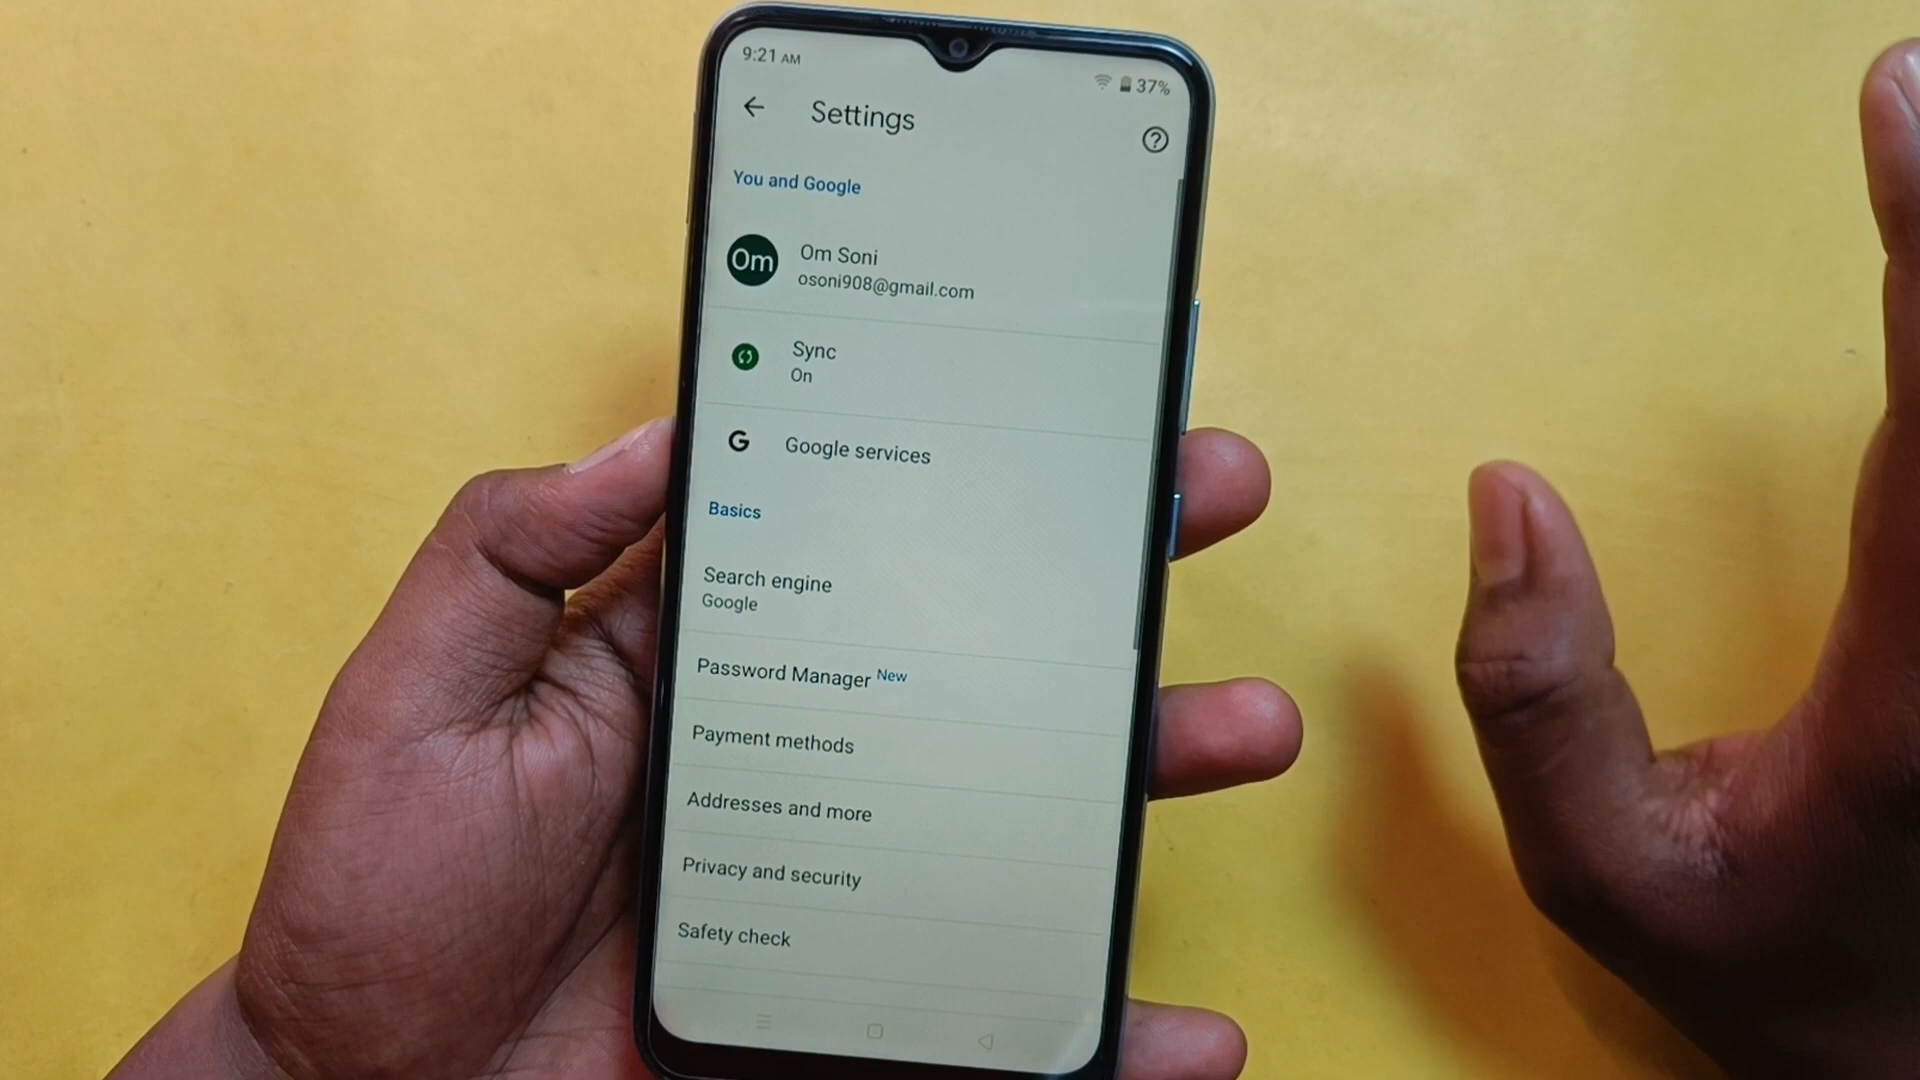 9:21 AM
37%
Settings
You and Google
Om
Om Soni
osoni908@gmail.com
Sync
On
G
Google services
Basics
Search engine
Google
Password Manager New
Payment methods
Addresses and more
Privacy and security
Safety check